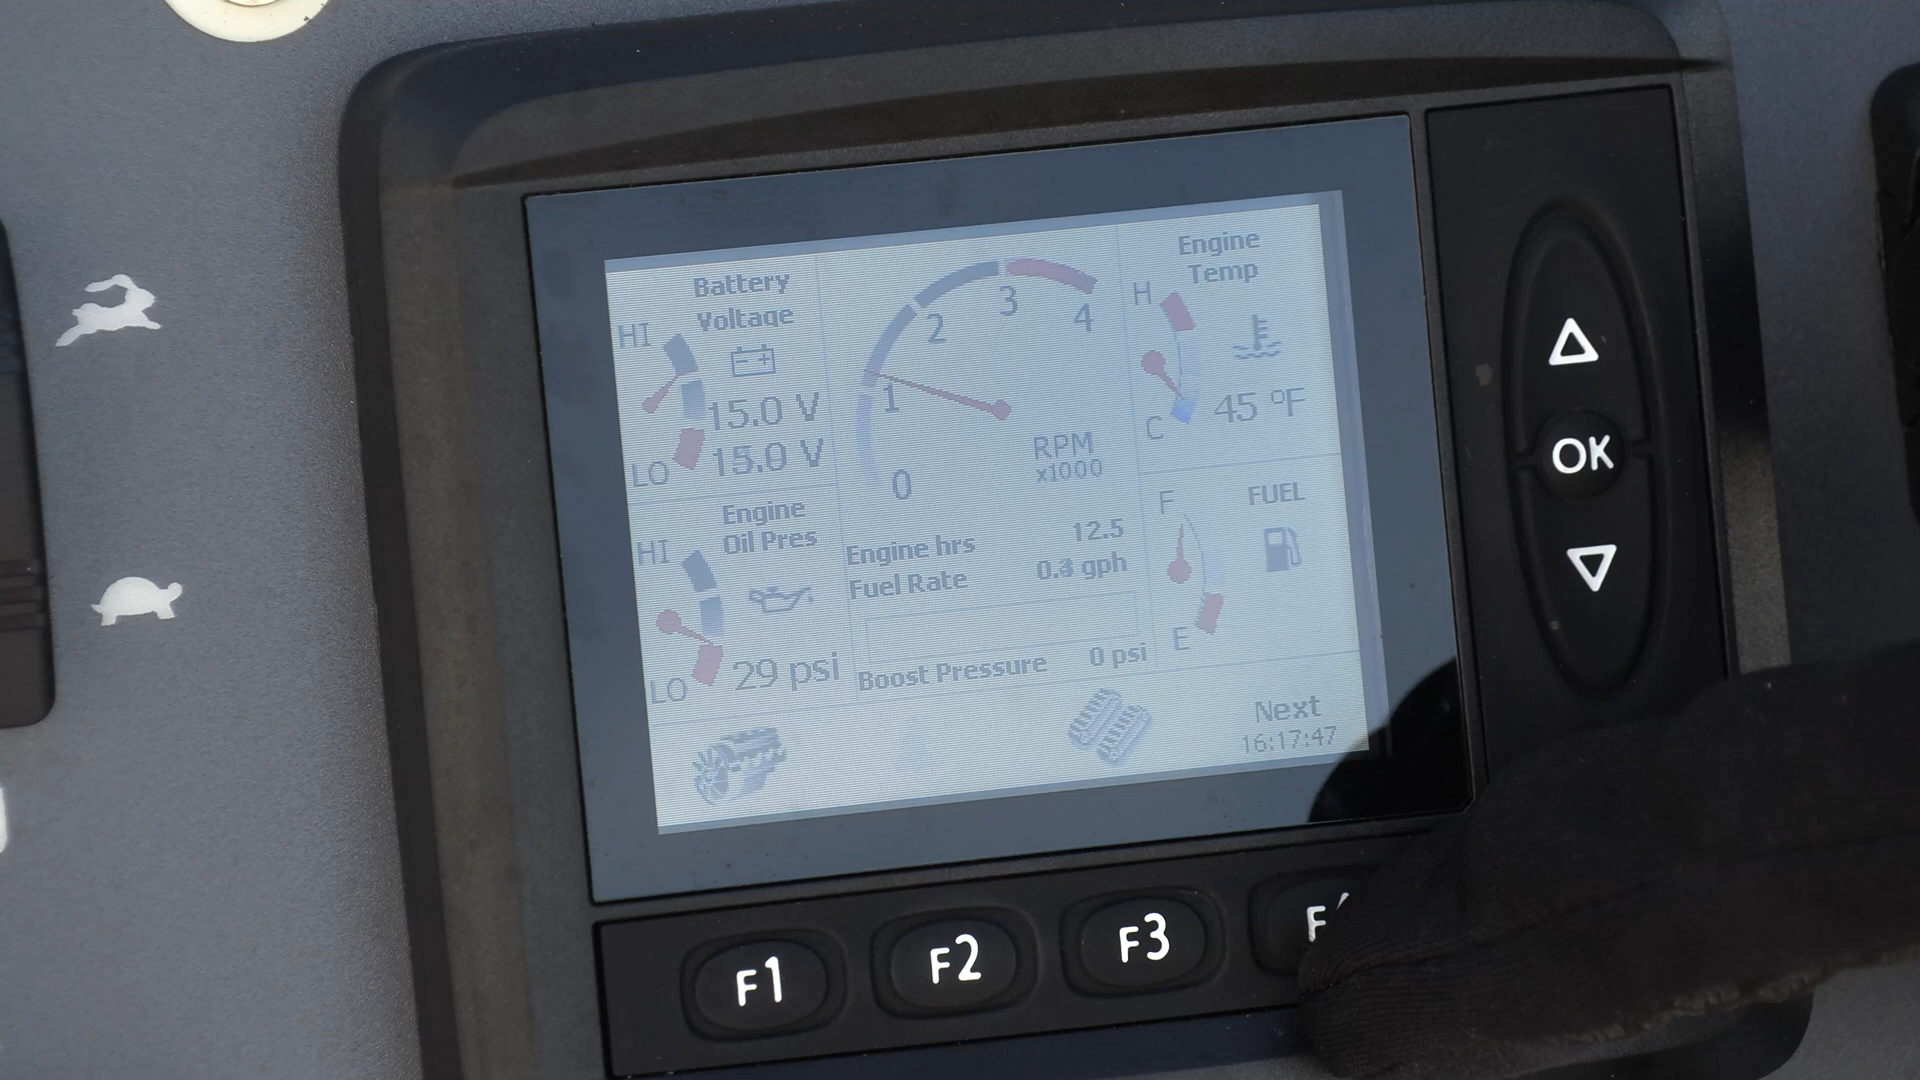 Battery
Voltage
HI
15.0 V
15.0 V
LO
Engine
Oil Pres
HI
29 psi
LO
0
1
2
3
4
RPM
x1000
Engine hrs 12.5
Fuel Rate gph
Boost Pressure 0 psi
Engine
Temp
H
C
45 ºF
FUEL
F
E
Next
16:17:47
OK
F1
F2
F3